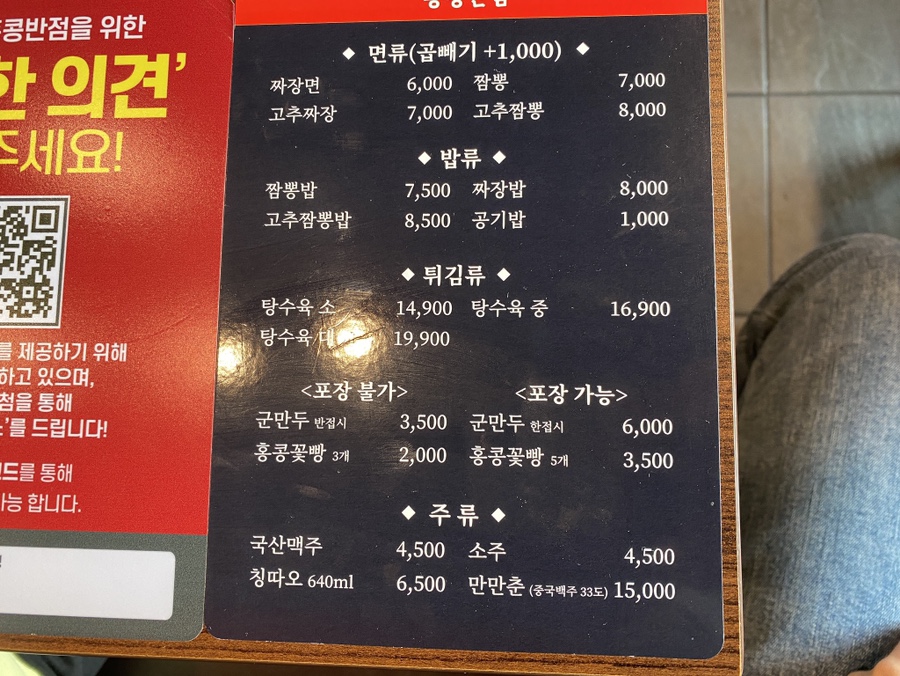 홍콩반점을 위한
한 의견’
주세요!
를 제공하기 위해
하고 있으며,
첨을 통해
를 드립니다!
드를 통해
가능 합니다.
◆ 면류(곱빼기 +1,000) ◆
짜장면 6,000 짬뽕 7,000
고추짜장 7,000 고추짬뽕 8,000
◆ 밥류 ◆
짬뽕밥 7,500 짜장밥 8,000
고추짬뽕밥 8,500 공기밥 1,000
◆ 튀김류 ◆
탕수육 소 14,900 탕수육 중 16,900
탕수육 대 19,900
<포장 불가> <포장 가능>
군만두 반접시 3,500 군만두 한접시 6,000
홍콩꽃빵 3개 2,000 홍콩꽃빵 5개 3,500
◆ 주류 ◆
국산맥주 4,500 소주 4,500
칭따오 640ml 6,500 만만춘 (중국백주 33도) 15,000